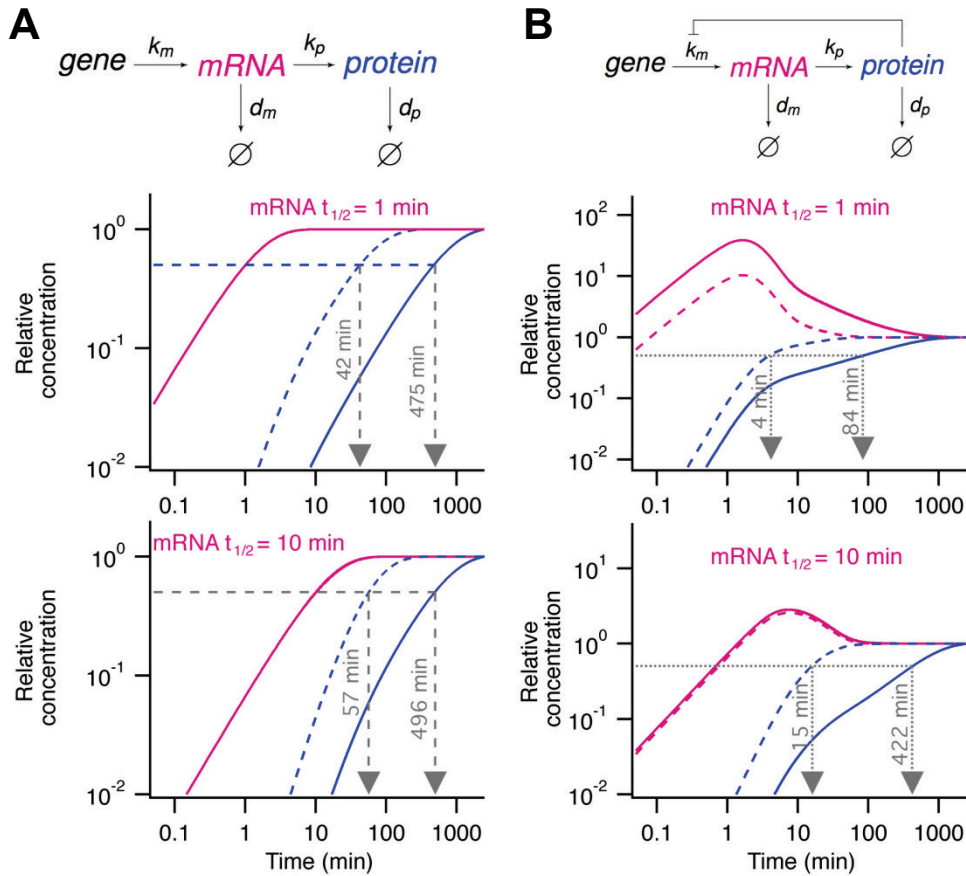 A
gene k_m mRNA k_p protein
d_m d_p
∅ ∅
mRNA t_1/2 = 1 min
Relative concentration
10^0
10^-1
10^-2
42 min
475 min
0.1 1 10 100 1000
mRNA t_1/2 = 10 min
Relative concentration
10^0
10^-1
10^-2
57 min
496 min
0.1 1 10 100 1000
Time (min)
B
gene k_m mRNA k_p protein
d_m d_p
∅ ∅
mRNA t_1/2 = 1 min
Relative concentration
10^2
10^1
10^0
10^-1
10^-2
4 min
84 min
0.1 1 10 100 1000
mRNA t_1/2 = 10 min
Relative concentration
10^1
10^0
10^-1
10^-2
15 min
422 min
0.1 1 10 100 1000
Time (min)